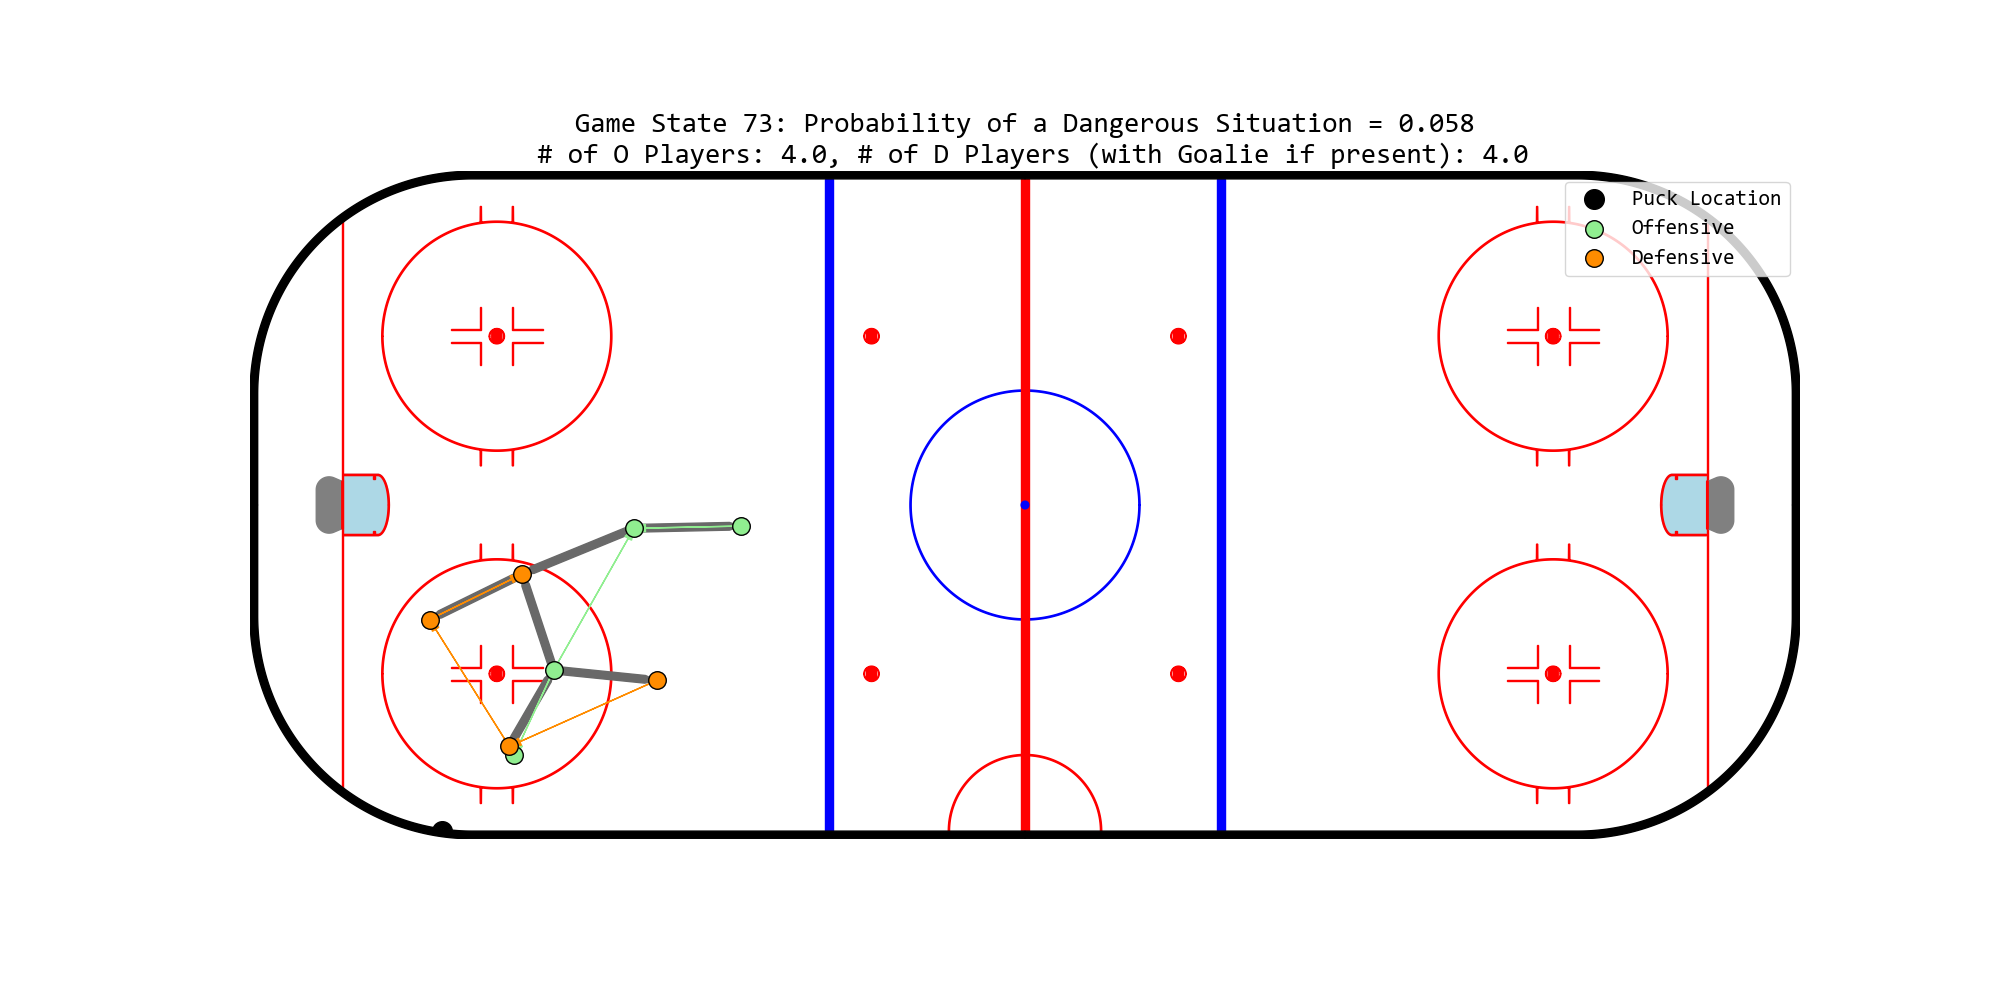 Game State 73: Probability of a Dangerous Situation = 0.058
# of O Players: 4.0, # of D Players (with Goalie if present): 4.0
Puck Location
Offensive
Defensive